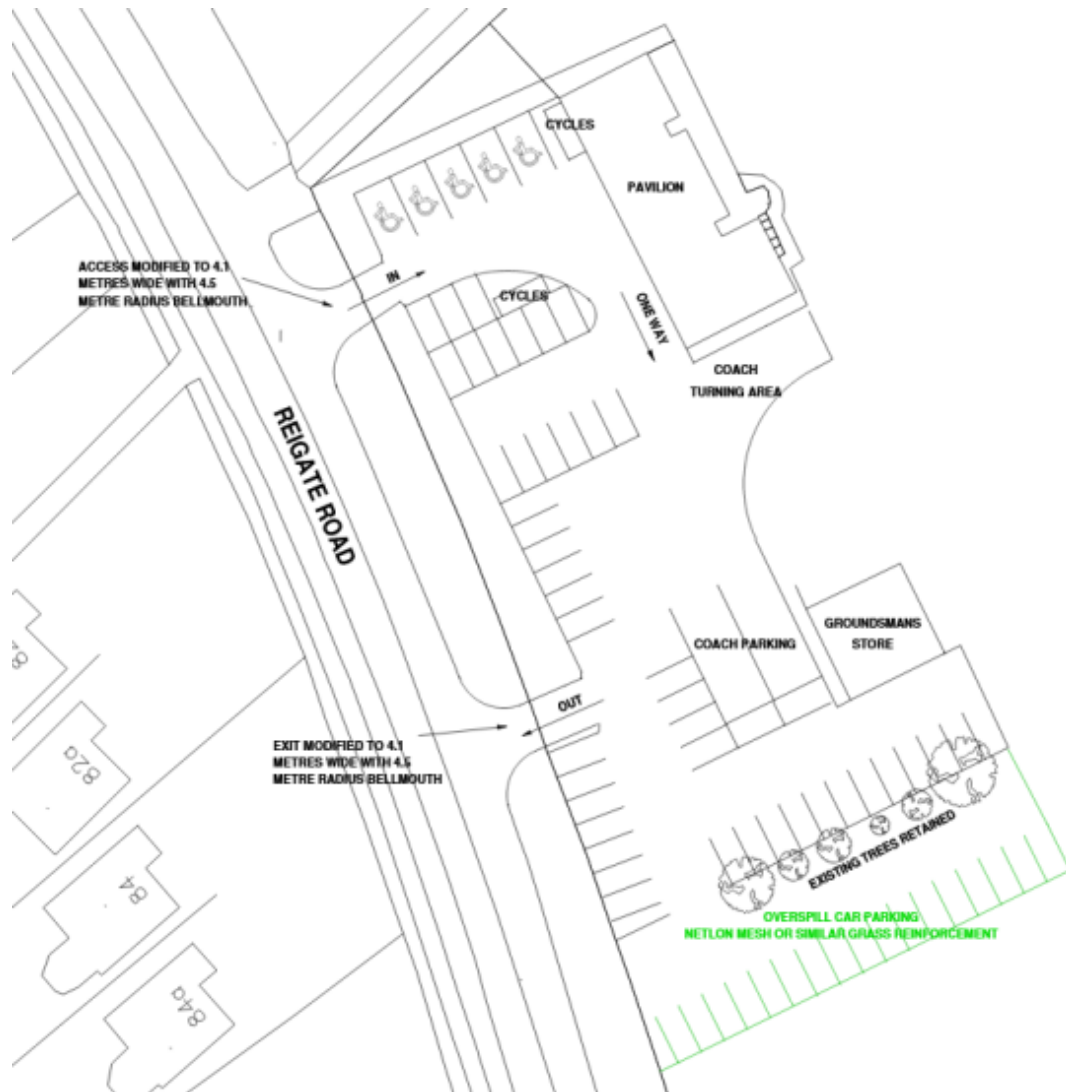 CYCLES
PAVILION
ACCESS MODIFIED TO 4.1
METRES WIDE WITH 4.5
METRE RADIUS BELLMOUTH
IN
CYCLES
ONE WAY
COACH
TURNING AREA
REIGATE ROAD
GROUNDSMANS
STORE
COACH PARKING
OUT
EXIT MODIFIED TO 4.1
METRES WIDE WITH 4.5
METRE RADIUS BELLMOUTH
82a
84
84a
EXISTING TREES RETAINED
OVERSPILL CAR PARKING
NETLON MESH OR SIMILAR GRASS REINFORCEMENT